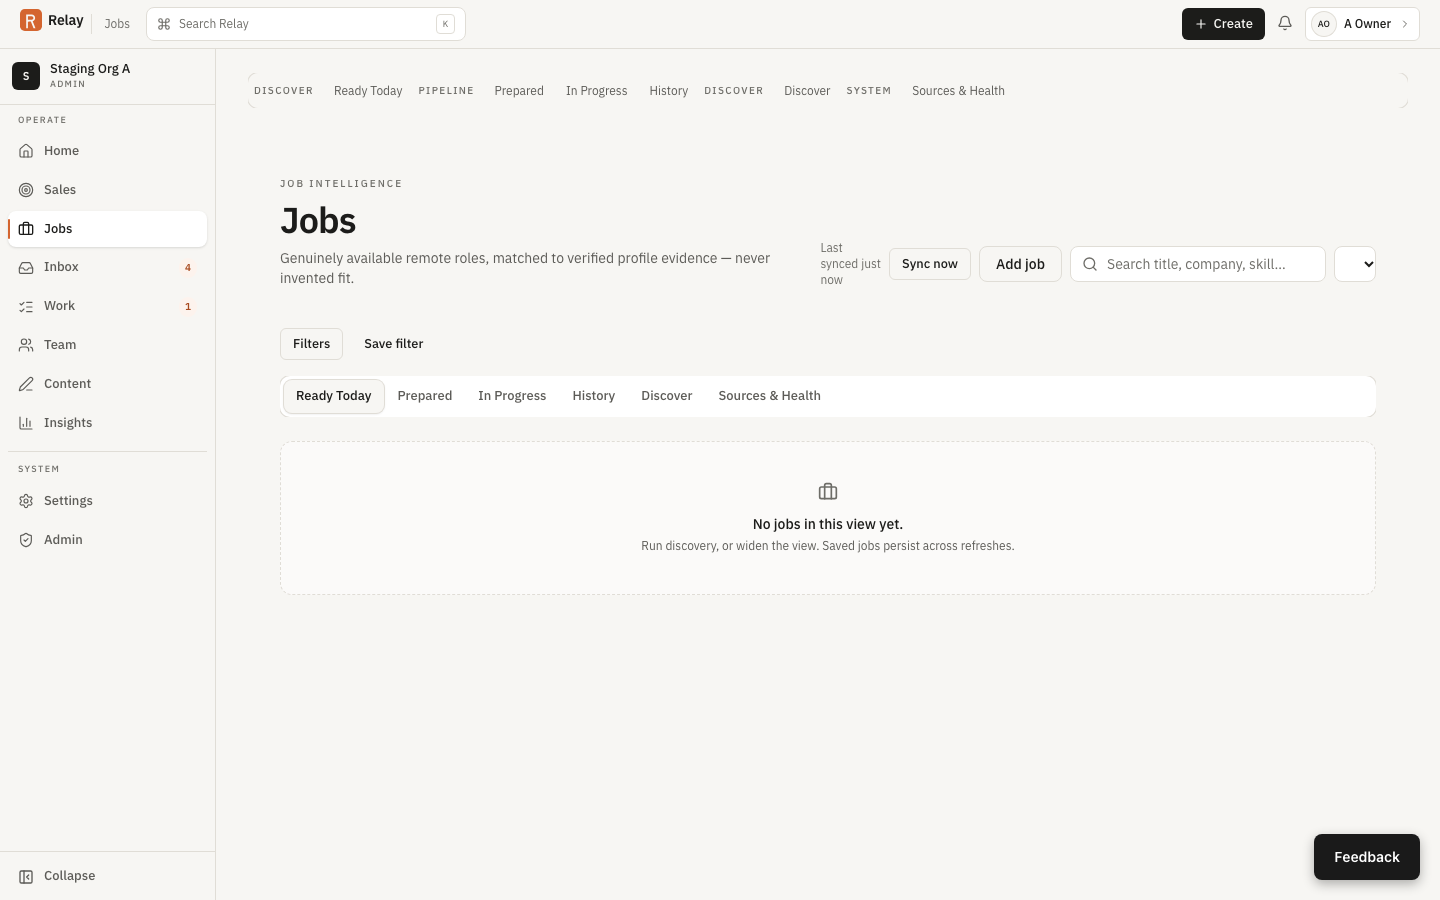 Relay
Jobs
Search Relay
K
Create
AO
A Owner
S
Staging Org A
ADMIN
OPERATE
Home
Sales
Jobs
Inbox 4
Work 1
Team
Content
Insights
SYSTEM
Settings
Admin
Collapse
DISCOVER Ready Today PIPELINE Prepared In Progress History DISCOVER Discover SYSTEM Sources & Health
JOB INTELLIGENCE
Jobs
Genuinely available remote roles, matched to verified profile evidence — never
invented fit.
Last
synced just
now
Sync now
Add job
Search title, company, skill...
Filters
Save filter
Ready Today Prepared In Progress History Discover Sources & Health
No jobs in this view yet.
Run discovery, or widen the view. Saved jobs persist across refreshes.
Feedback